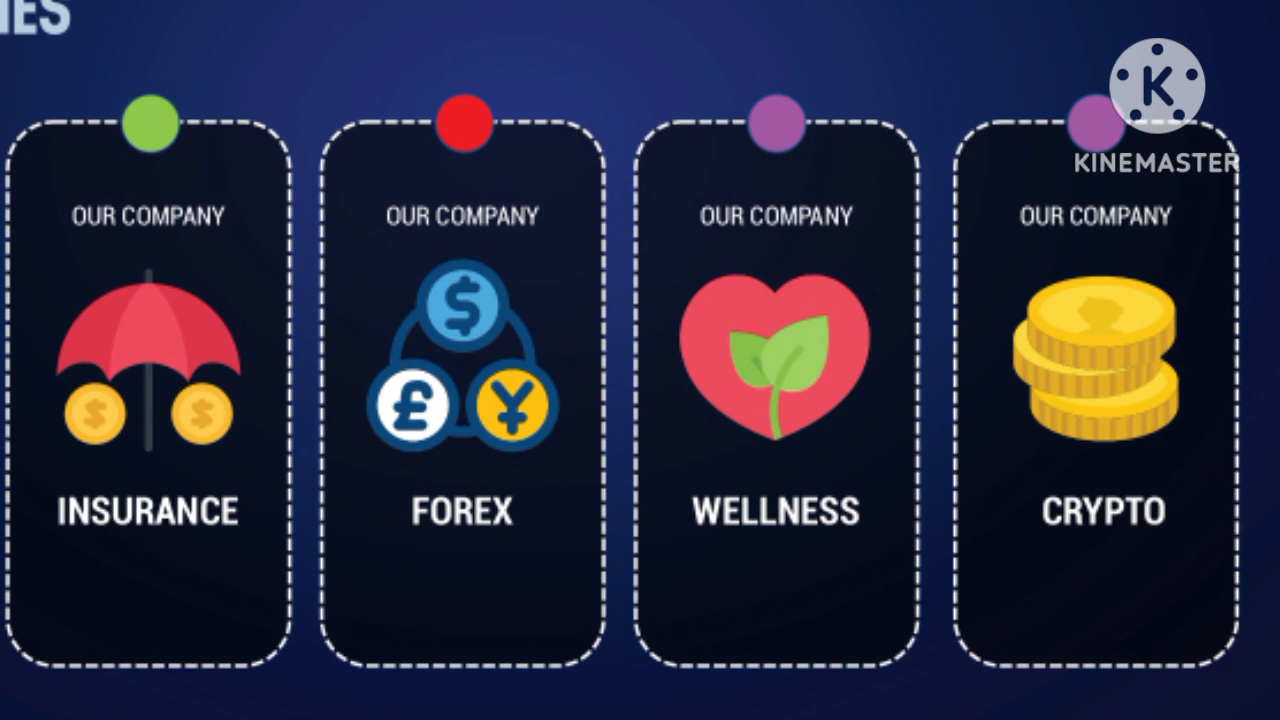 IES
KINEMASTER
OUR COMPANY
INSURANCE
OUR COMPANY
$
£
¥
FOREX
OUR COMPANY
WELLNESS
OUR COMPANY
CRYPTO